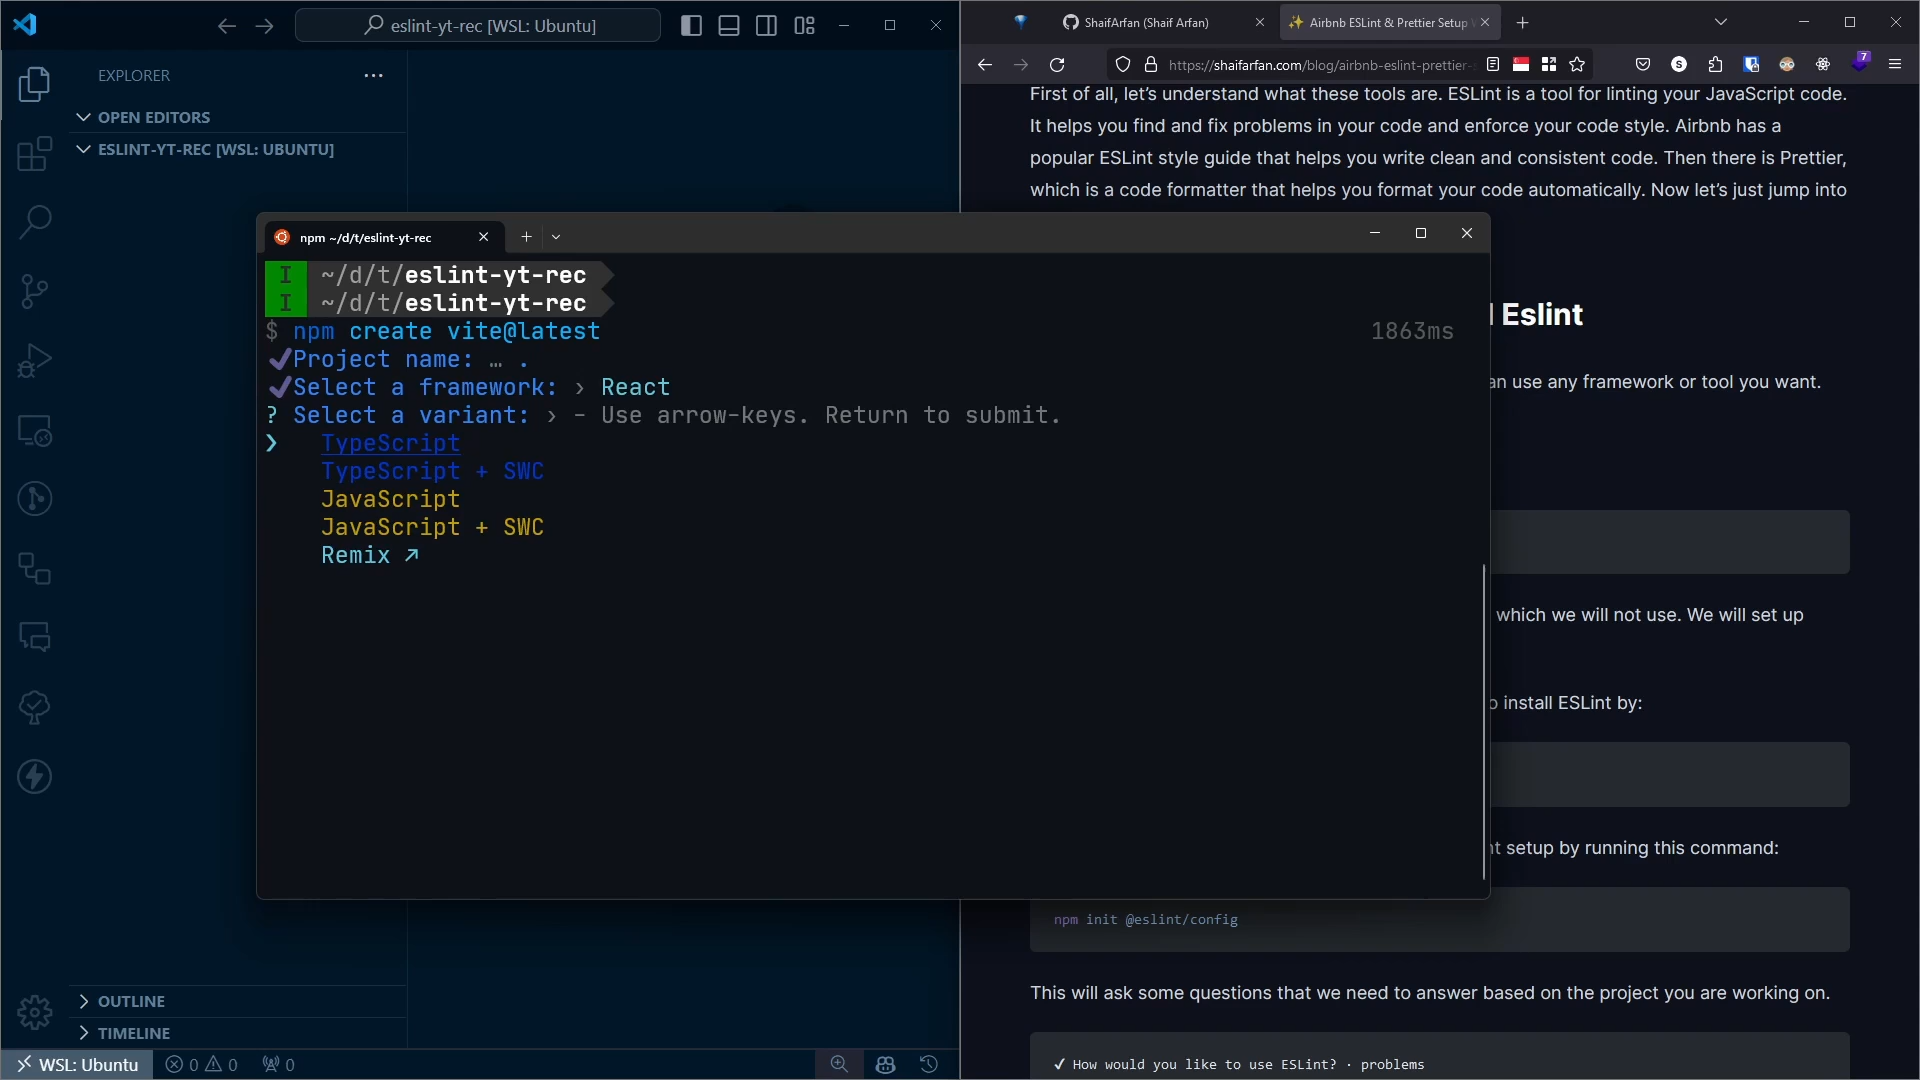 eslint-yt-rec [WSL: Ubuntu]
EXPLORER
OPEN EDITORS
ESLINT-YT-REC [WSL: UBUNTU]
OUTLINE
TIMELINE
WSL: Ubuntu
0
0
0
ShaifArfan (Shaif Arfan)
Airbnb ESLint & Prettier Setup
https://shaifarfan.com/blog/airbnb-eslint-prettier-
S
7
First of all, let’s understand what these tools are. ESLint is a tool for linting your JavaScript code.
It helps you find and fix problems in your code and enforce your code style. Airbnb has a
popular ESLint style guide that helps you write clean and consistent code. Then there is Prettier,
which is a code formatter that helps you format your code automatically. Now let’s just jump into
npm ~/d/t/eslint-yt-rec
I ~/d/t/eslint-yt-rec
I ~/d/t/eslint-yt-rec
$ npm create vite@latest
1863ms
✔Project name: … .
✔Select a framework: › React
? Select a variant: › - Use arrow-keys. Return to submit.
❯ TypeScript
TypeScript + SWC
JavaScript
JavaScript + SWC
Remix ↗
Eslint
an use any framework or tool you want.
which we will not use. We will set up
install ESLint by:
setup by running this command:
npm init @eslint/config
This will ask some questions that we need to answer based on the project you are working on.
✔ How would you like to use ESLint? · problems